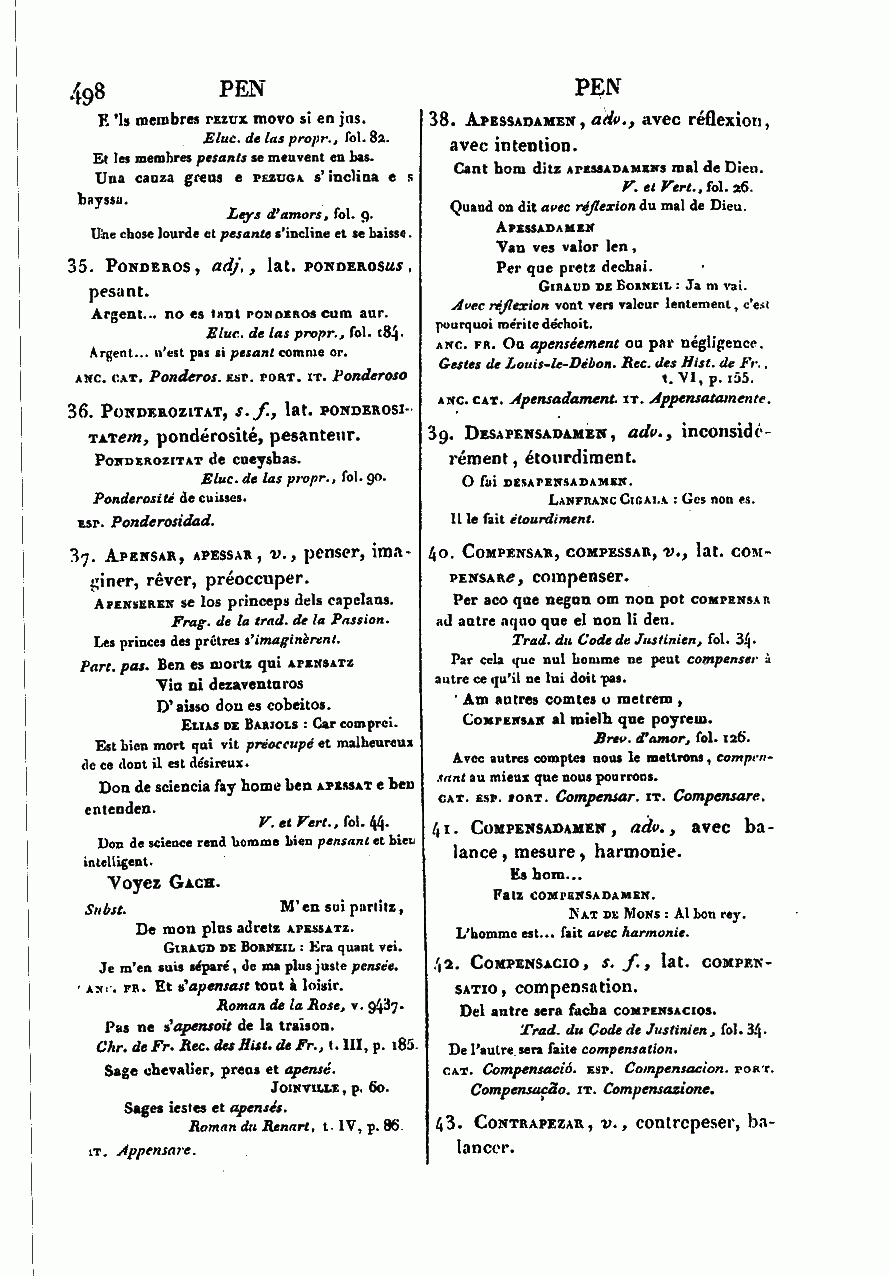 498 PEN PEN
E 'ls membres PEZUX movo si en jus.
Eluc. de las propr., fol. 82.
Et les membres pesants se meuvent en bas.
Una cauza greus e PEZUGA s'inclina e s
bayssa.
Leys d'amors, fol. 9.
Une chose lourde et pesante s'incline et se baisse.
35. PONDEROS, adj., lat. PONDEROSus,
pesant.
Argent... no es tant PONDEROS cum aur.
Eluc. de las propr., fol. 184.
Argent... n'est pas si pesant comme or.
ANC. CAT. Ponderos. ESP. PORT. IT. Ponderoso
36. PONDEROZITAT, s. f., lat. PONDEROSI-
TATem, pondérosité, pesanteur.
PONDEROZITAT de cueyshas.
Eluc. de las propr., fol. 90.
Ponderosité de cuisses.
ESP. Ponderosidad.
37. APENSAR, APESSAR, v., penser, ima-
giner, rêver, préoccuper.
APENSEREN se los princeps dels capelans.
Frag. de la trad. de la Passion.
Les princes des prêtres s'imaginèrent.
Part. pas. Ben es mortz qui APENSATZ
Viu ni dezaventuros
D'aisso don es cobeitos.
ELIAS DE BARJOLS : Car comprei.
Est bien mort qui vit préoccupé et malheureux
de ce dont il est désireux.
Don de sciencia fay home ben APESSAT e ben
entenden.
V. et Vert., fol. 44.
Don de science rend homme bien pensant et bien
intelligent.
Voyez GACH.
Subst. M'en sui partitz,
De mon plus adretz APESSATZ.
GIRAUD DE BORNEIL : Era quant vei.
Je m'en suis séparé, de ma plus juste pensée.
ANC. FR. Et s'apensast tout à loisir.
Roman de la Rose, v. 9437.
Pas ne s'apensoit de la traïson.
Chr. de Fr. Rec. des Hist. de Fr., t. III, p. 185.
Sage chevalier, preus et apensé.
JOINVILLE, p. 60.
Sages iestes et apensés.
Roman du Renart, t. IV, p. 86.
IT. Appensare.
38. APESSADAMEN, adv., avec réflexion,
avec intention.
Cant hom ditz APESSADAMENS mal de Dieu.
V. et Vert., fol. 26.
Quand on dit avec réflexion du mal de Dieu.
APESSADAMEN
Van ves valor len,
Per que pretz dechai.
GIRAUD DE BORNEIL : Ja m vai.
Avec réflexion vont vers valeur lentement, c'est
pourquoi mérite déchoit.
ANC. FR. Ou apenséement ou par négligence.
Gestes de Louis-le-Débon. Rec. des Hist. de Fr.,
t. VI, p. 155.
ANC. CAT. Apensadament. IT. Appensatamente.
39. DESAPENSADAMEN, adv., inconsidé-
rément, étourdiment.
O fai DESAPENSADAMEN.
LANFRANC CIGALA : Ges non es.
Il le fait étourdiment.
40. COMPENSAR, COMPESSAR, v., lat. COM-
PENSARe, compenser.
Per aco que negun om non pot COMPENSAR
ad autre aquo que el non li deu.
Trad. du Code de Justinien, fol. 34.
Par cela que nul homme ne peut compenser à
autre ce qu'il ne lui doit pas.
Am autres comtes o metrem,
COMPENSAN al mielh que poyrem.
Brev. d'amor, fol. 126.
Avec autres comptes nous le mettrons, compen-
sant au mieux que nous pourrons.
CAT. ESP. PORT. Compensar. IT. Compensare.
41. COMPENSADAMEN, adv., avec ba-
lance, mesure, harmonie.
Es hom...
Faiz COMPENSADAMEN.
NAT DE MONS : Al bon rey.
L'homme est... fait avec harmonie.
42. COMPENSACIO, s. f., lat. COMPEN-
SATIO, compensation.
Del autre sera facha COMPENSACIOS.
Trad. du Code de Justinien, fol. 34.
De l'autre sera faite compensation.
CAT. Compensació. ESP. Compensacion. PORT.
Compensação. IT. Compensazione.
43. CONTRAPEZAR, v., contrepeser, ba-
lancer.